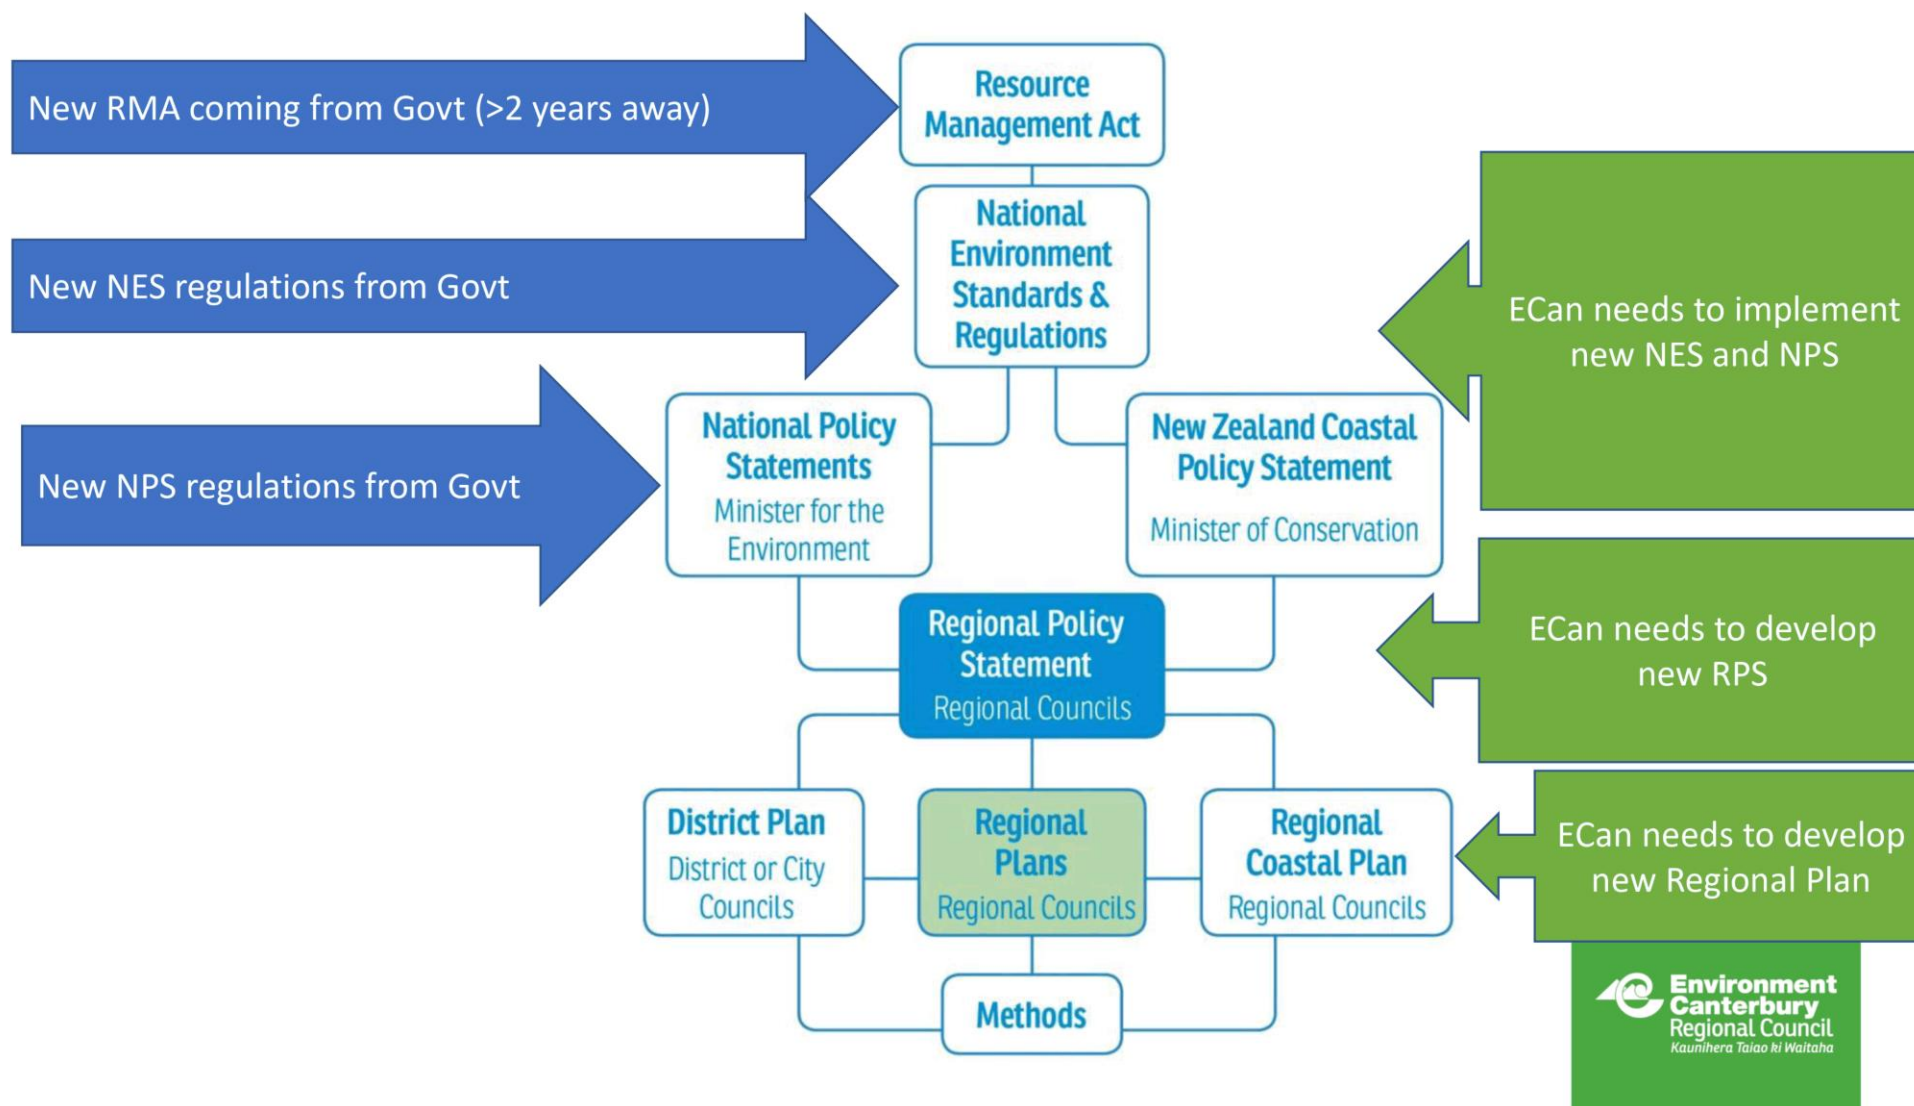 New RMA coming from Govt (>2 years away)
Resource
Management Act
New NES regulations from Govt
National
Environment
Standards &
Regulations
ECan needs to implement
new NES and NPS
New NPS regulations from Govt
National Policy
Statements
Minister for the
Environment
New Zealand Coastal
Policy Statement
Minister of Conservation
Regional Policy
Statement
Regional Councils
ECan needs to develop
new RPS
District Plan
District or City
Councils
Regional
Plans
Regional Councils
Regional
Coastal Plan
Regional Councils
ECan needs to develop
new Regional Plan
Methods
Environment
Canterbury
Regional Council
Kaunihera Taiao ki Waitaha